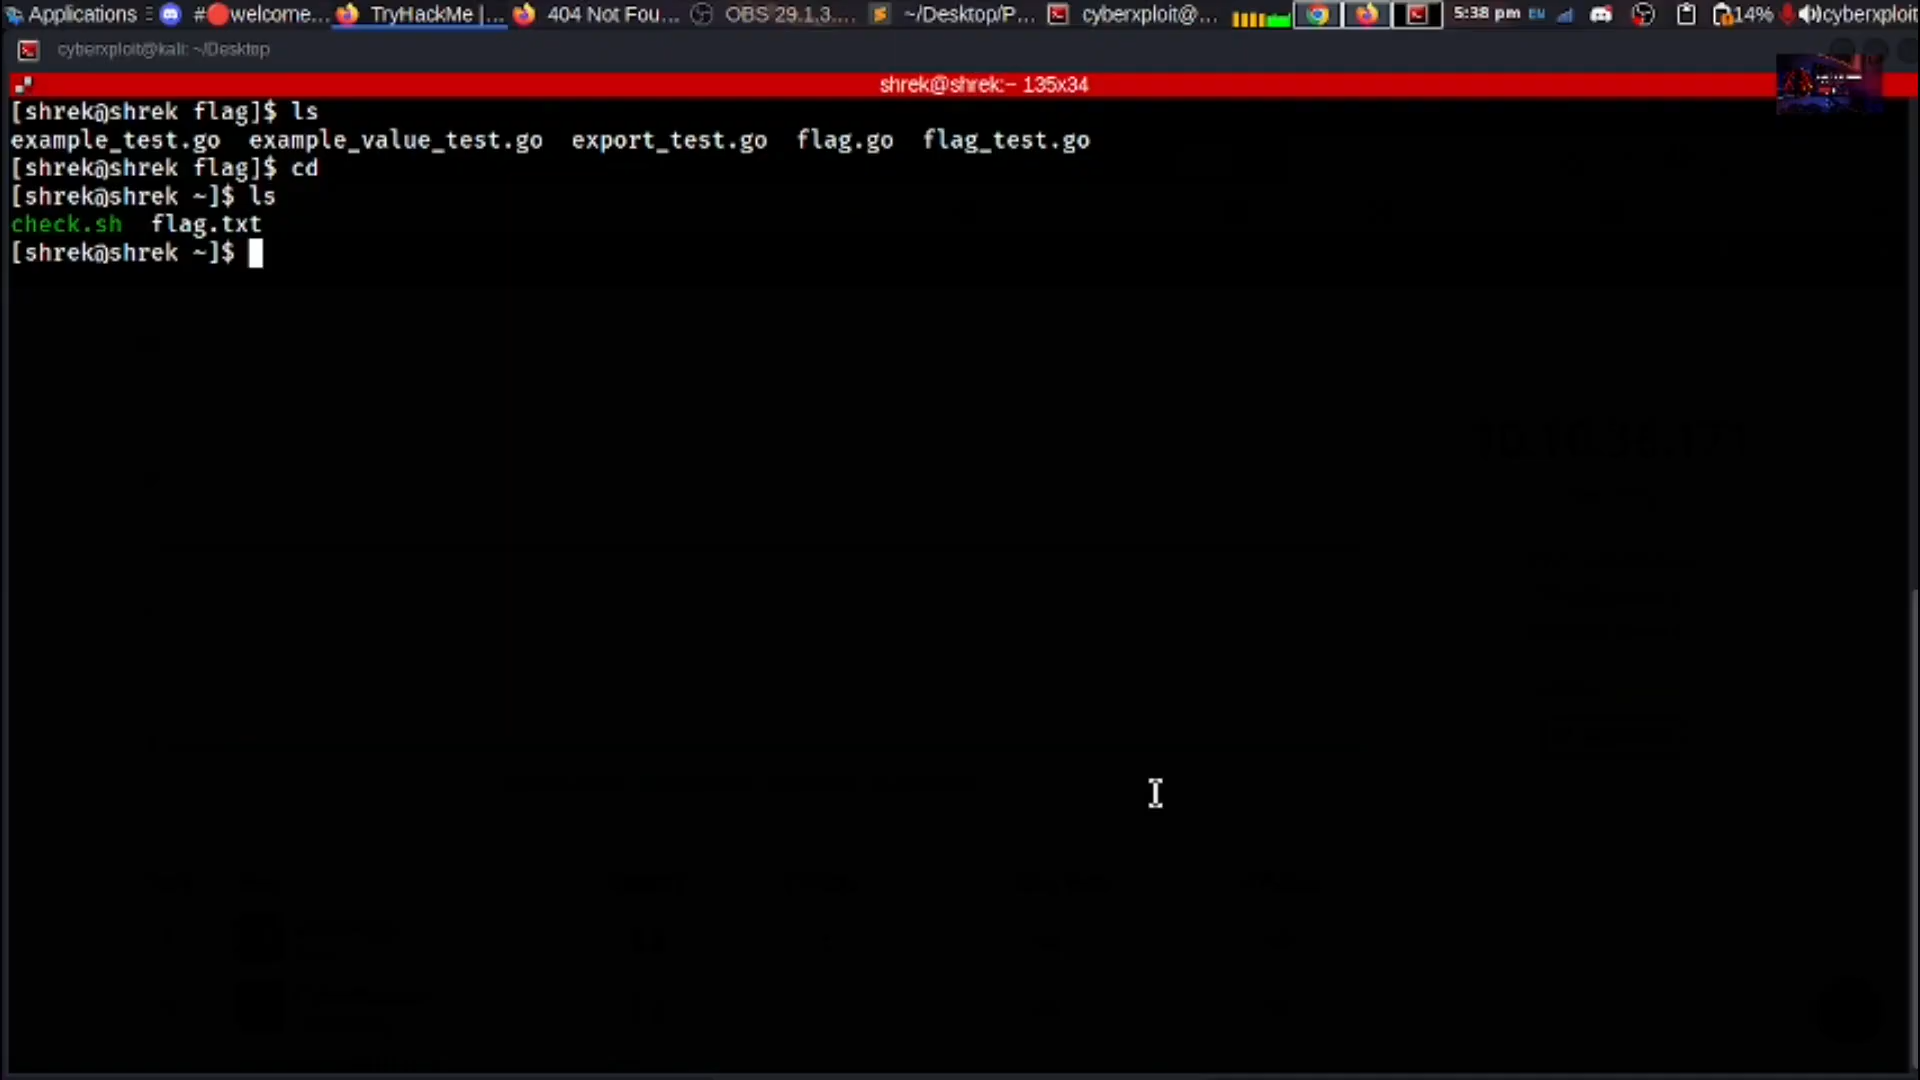 Applications #welcome... TryHackMe |... 404 Not Fou... OBS 29.1.3.... ~/Desktop/P... cyberxploit@... 5:38 pm EN 14% cyberxploit
cyberxploit@kali: ~/Desktop
shrek@shrek:~ 135x34
[shrek@shrek flag]$ ls
example_test.go example_value_test.go export_test.go flag.go flag_test.go
[shrek@shrek flag]$ cd
[shrek@shrek ~]$ ls
check.sh flag.txt
[shrek@shrek ~]$